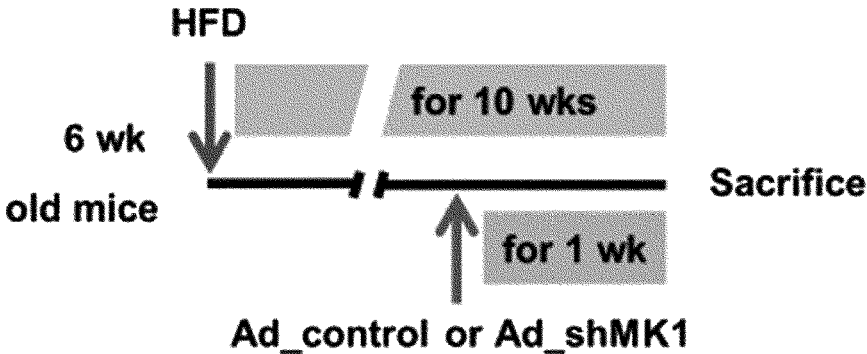 HFD
for 10 wks
6 wk
old mice
Sacrifice
for 1 wk
Ad_control or Ad_shMK1